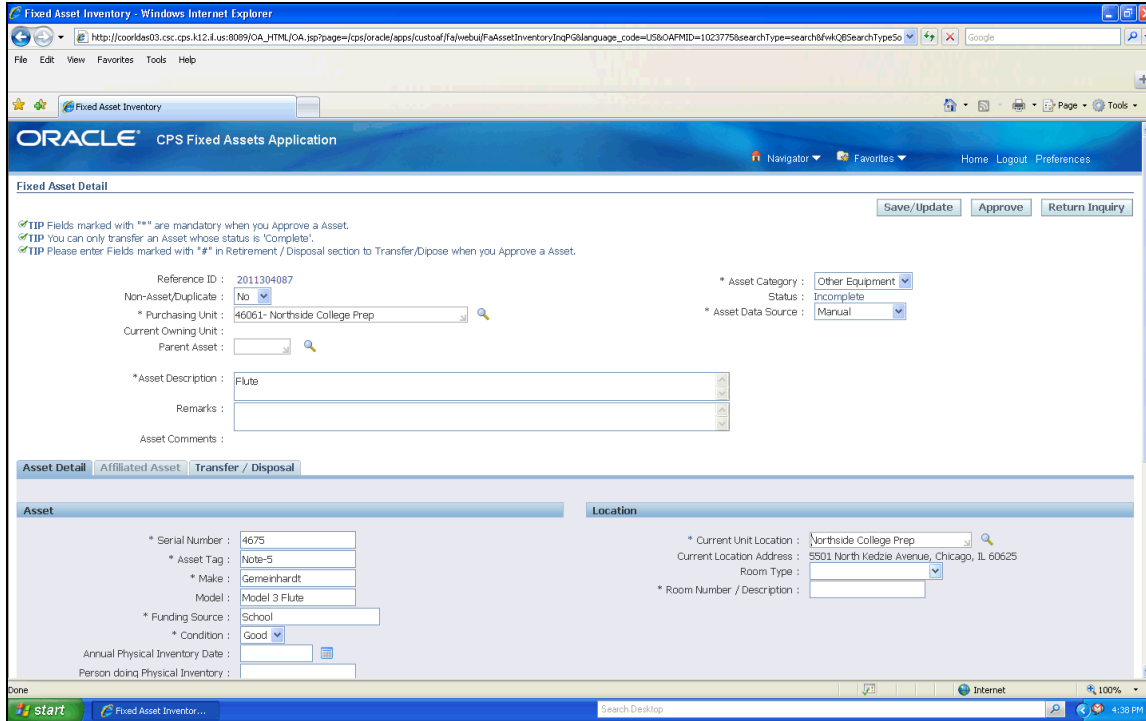 Fixed Asset Inventory - Windows Internet Explorer
http://coorldas03.csc.cps.k12.il.us:8089/OA_HTML/OA.jsp?page=/cps/oracle/apps/custoaf/fa/webui/FaAssetInventoryInqPG&language_code=US&OAFMID=1023775&searchType=search&fwkQBSearchTypeSo
Google
File Edit View Favorites Tools Help
Fixed Asset Inventory
Page Tools
ORACLE® CPS Fixed Assets Application
Navigator Favorites Home Logout Preferences
Fixed Asset Detail
Save/Update Approve Return Inquiry
TIP Fields marked with "*" are mandatory when you Approve a Asset.
TIP You can only transfer an Asset whose status is 'Complete'.
TIP Please enter Fields marked with "#" in Retirement / Disposal section to Transfer/Dipose when you Approve a Asset.
Reference ID : 2011304087
Non-Asset/Duplicate : No
* Purchasing Unit : 46061- Northside College Prep
Current Owning Unit :
Parent Asset :
* Asset Category : Other Equipment
Status : Incomplete
* Asset Data Source : Manual
*Asset Description : Flute
Remarks :
Asset Comments :
Asset Detail Affiliated Asset Transfer / Disposal
Asset
* Serial Number : 4675
* Asset Tag : Note-5
* Make : Gemeinhardt
Model : Model 3 Flute
* Funding Source : School
* Condition : Good
Annual Physical Inventory Date :
Person doing Physical Inventory :
Location
* Current Unit Location : Northside College Prep
Current Location Address : 5501 North Kedzie Avenue, Chicago, IL 60625
Room Type :
* Room Number / Description :
Done
Internet
100%
start
Fixed Asset Inventor...
Search Desktop
4:38 PM